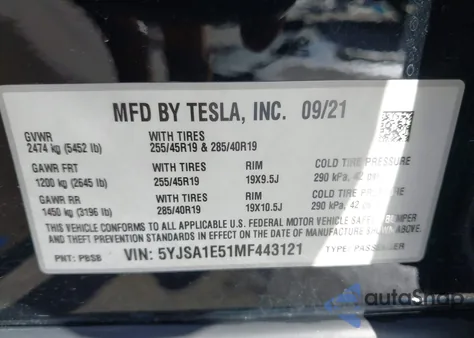 MFD BY TESLA, INC. 09/21
GVWR WITH TIRES
2474 kg (5452 lb) 255/45R19 & 285/40R19
GAWR FRT WITH TIRES RIM COLD TIRE PRESSURE
1200 kg (2645 lb) 255/45R19 19X9.5J 290 kPa, 42
GAWR RR WITH TIRES RIM COLD TIRE PRESSURE
1450 kg (3196 lb) 285/40R19 19X10.5J 290 kPa, 42
THIS VEHICLE CONFORMS TO ALL APPLICABLE U.S. FEDERAL MOTOR VEHICLE SAFETY, BUMPER
AND THEFT PREVENTION STANDARDS IN EFFECT ON THE DATE OF MANUFACTURE SHOWN ABOVE.
PNT: PBSB VIN: 5YJSA1E51MF443121 TYPE: PASSENGER
autoSnap